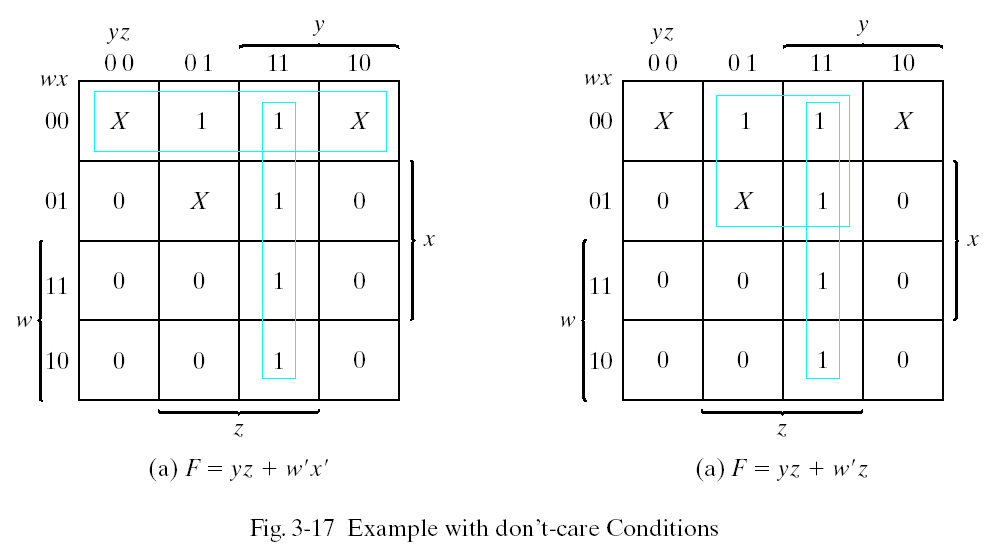 y y
yz yz
00 01 11 10 00 01 11 10
wx wx
00 X 1 1 X 00 X 1 1 X
01 0 X 1 0 01 0 X 1 0
x x
11 0 0 1 0 11 0 0 1 0
w w
10 0 0 1 0 10 0 0 1 0
z z
(a) F = yz + w′x′ (a) F = yz + w′z
Fig. 3-17 Example with don’t-care Conditions